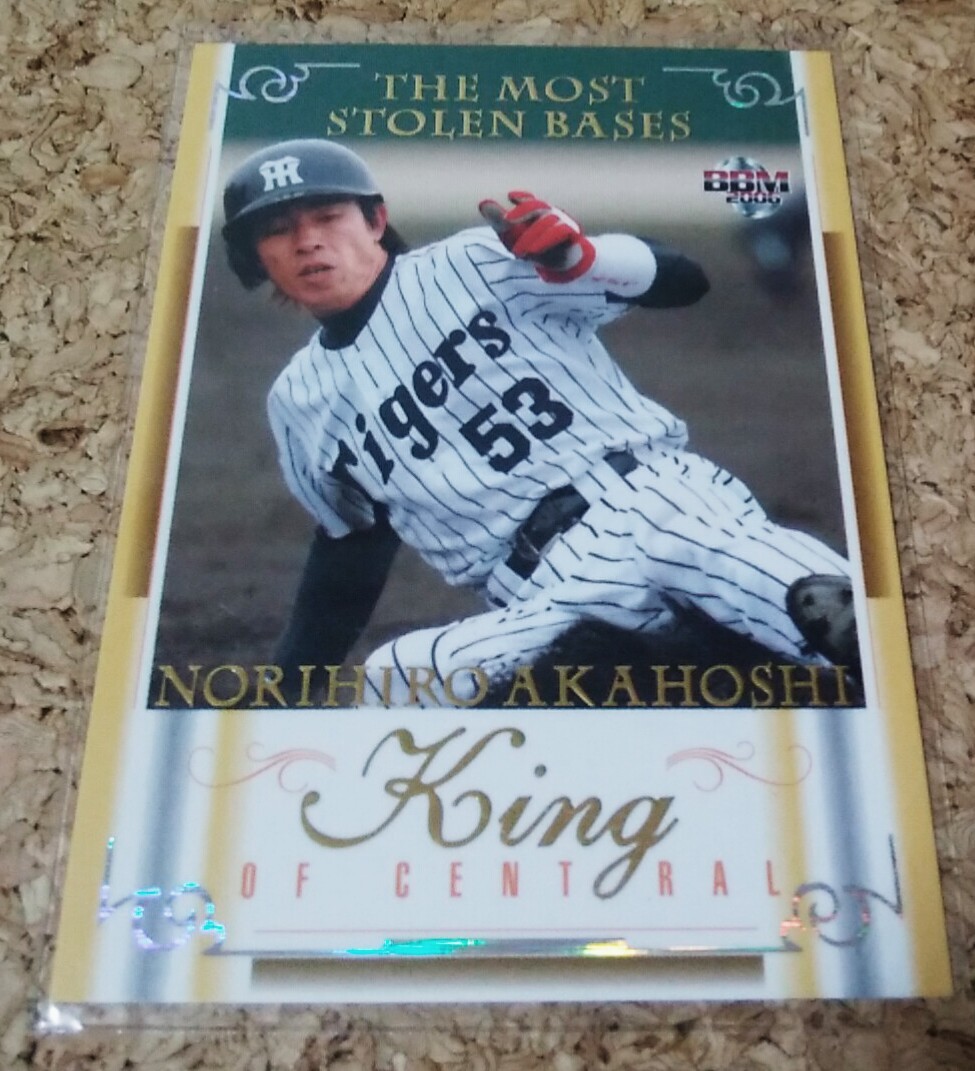 THE MOST
STOLEN BASES
BBM
2006
Tigers
53
NORIHIRO AKAHOSHI
King
OF CENTRAL